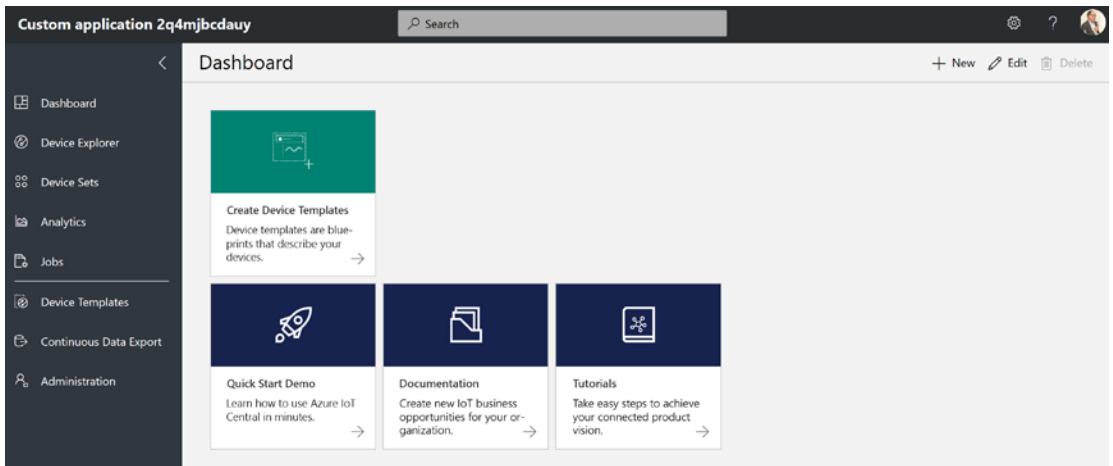 Custom application 2q4mjbcdauy
Search
?
Dashboard
New
Edit
Delete
Dashboard
Device Explorer
Device Sets
Analytics
Jobs
Device Templates
Continuous Data Export
Administration
Create Device Templates
Device templates are blue-
prints that describe your
devices.
Quick Start Demo
Learn how to use Azure IoT
Central in minutes.
Documentation
Create new IoT business
opportunities for your or-
ganization.
Tutorials
Take easy steps to achieve
your connected product
vision.